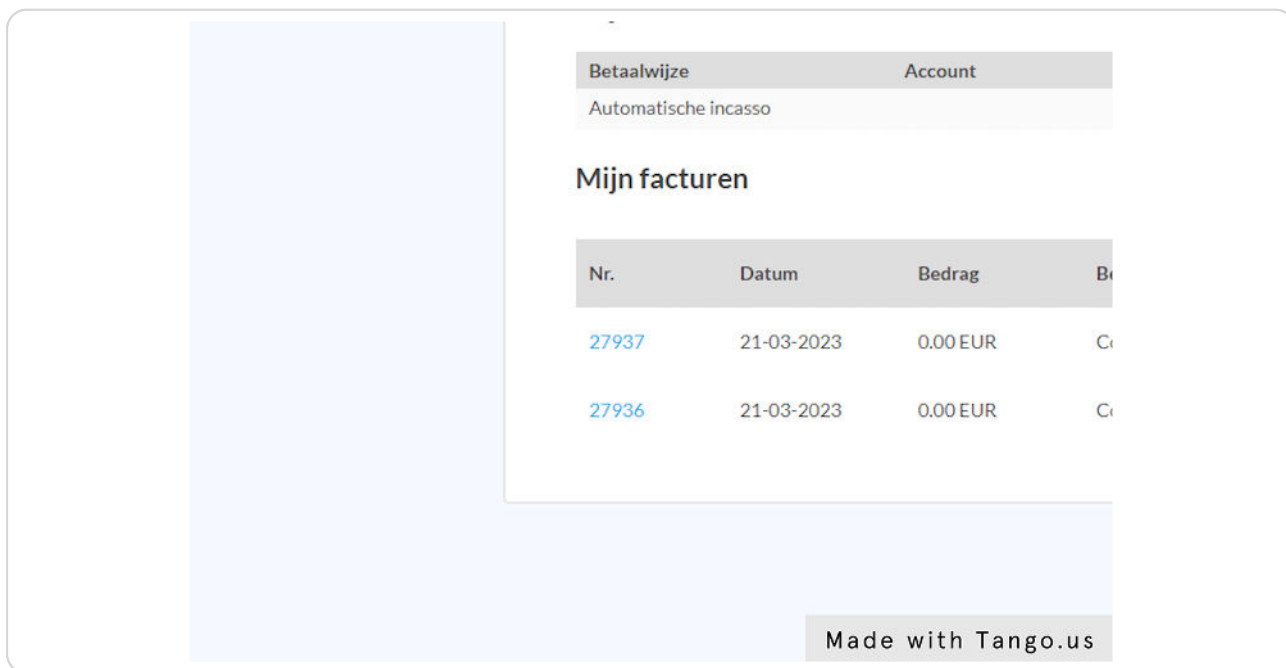 Betaalwijze Account
Automatische incasso
Mijn facturen
Nr. Datum Bedrag
27937 21-03-2023 0.00 EUR
27936 21-03-2023 0.00 EUR
Made with Tango.us